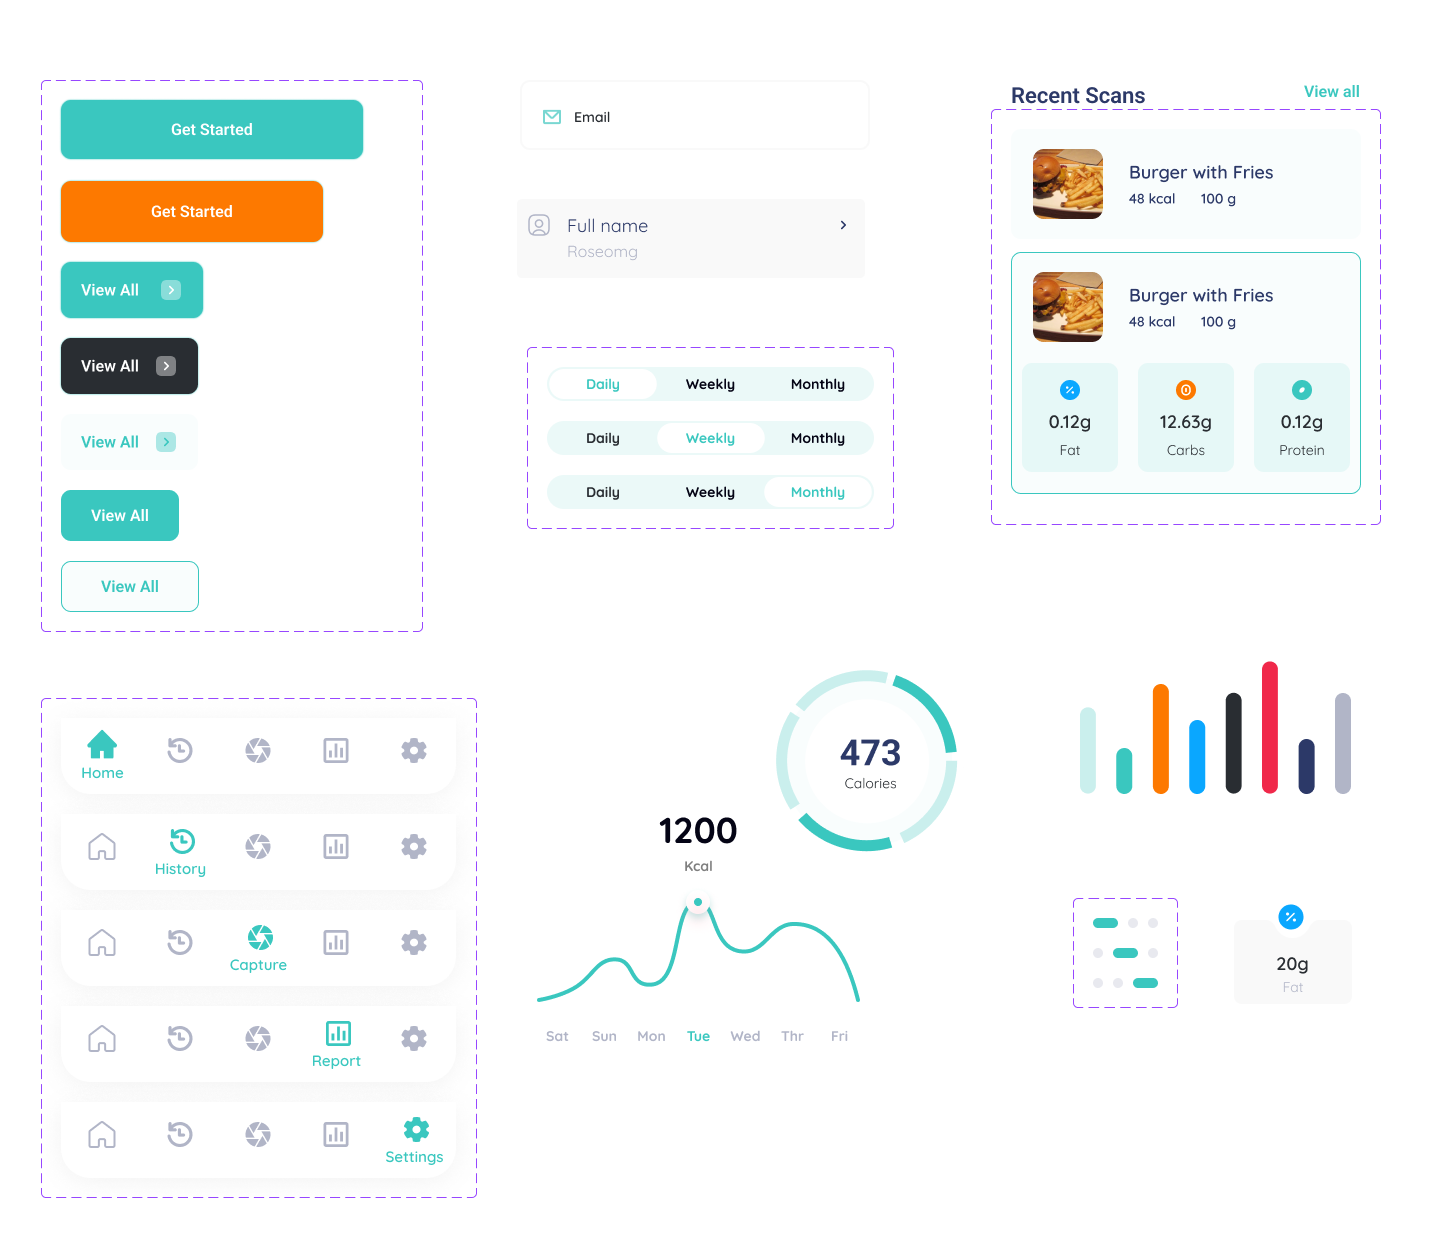 Get Started
Get Started
View All
View All
View All
View All
View All
Email
Full name
Roseomg
Daily Weekly Monthly
Daily Weekly Monthly
Daily Weekly Monthly
Recent Scans View all
Burger with Fries
48 kcal 100 g
Burger with Fries
48 kcal 100 g
0.12g 12.63g 0.12g
Fat Carbs Protein
Home
History
Capture
Report
Settings
473
Calories
1200
Kcal
Sat Sun Mon Tue Wed Thr Fri
20g
Fat